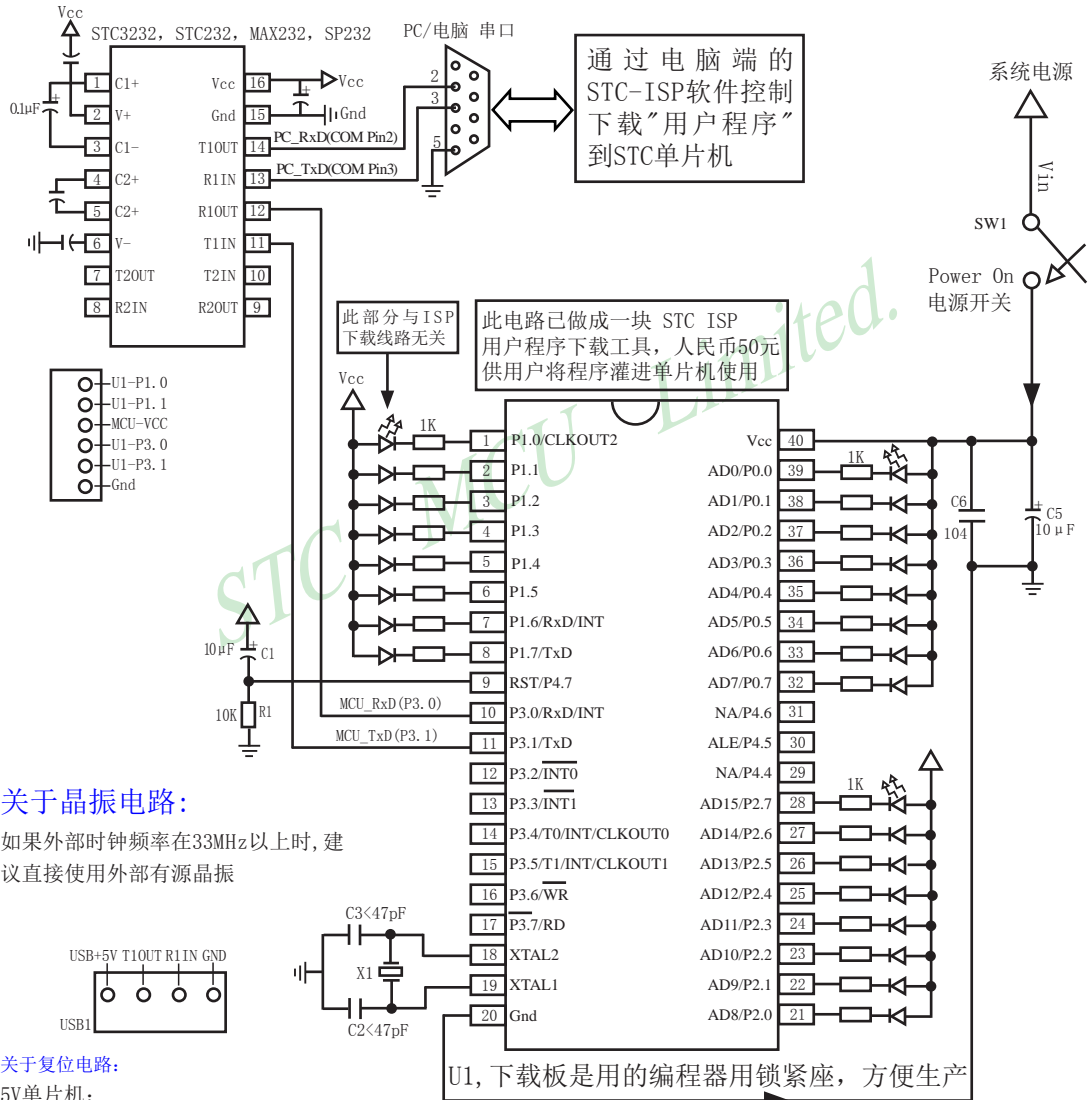 Vcc
STC3232, STC232, MAX232, SP232
PC/电脑 串口
0.1μF
1 C1+
2 V+
3 C1-
4 C2+
5 C2+
6 V-
7 T2OUT
8 R2IN
Vcc 16
Gnd 15
T1OUT 14
R1IN 13
R1OUT 12
T1IN 11
T2IN 10
R2OUT 9
Vcc
Gnd
PC_RxD(COM Pin2)
PC_TxD(COM Pin3)
2
3
5
通过电脑端的
STC-ISP软件控制
下载"用户程序"
到STC单片机
系统电源
Vin
SW1
Power On
电源开关
U1-P1.0
U1-P1.1
MCU-VCC
U1-P3.0
U1-P3.1
Gnd
此部分与ISP
下载线路无关
此电路已做成一块 STC ISP
用户程序下载工具, 人民币50元
供用户将程序灌进单片机使用
STC MCU Limited.
Vcc
1K
1 P1.0/CLKOUT2
2 P1.1
3 P1.2
4 P1.3
5 P1.4
6 P1.5
7 P1.6/RxD/INT
8 P1.7/TxD
9 RST/P4.7
10 P3.0/RxD/INT
11 P3.1/TxD
12 P3.2/INT0
13 P3.3/INT1
14 P3.4/T0/INT/CLKOUT0
15 P3.5/T1/INT/CLKOUT1
16 P3.6/WR
17 P3.7/RD
18 XTAL2
19 XTAL1
20 Gnd
Vcc 40
AD0/P0.0 39
AD1/P0.1 38
AD2/P0.2 37
AD3/P0.3 36
AD4/P0.4 35
AD5/P0.5 34
AD6/P0.6 33
AD7/P0.7 32
NA/P4.6 31
ALE/P4.5 30
NA/P4.4 29
AD15/P2.7 28
AD14/P2.6 27
AD13/P2.5 26
AD12/P2.4 25
AD11/P2.3 24
AD10/P2.2 23
AD9/P2.1 22
AD8/P2.0 21
1K
1K
C6
104
C5
10μF
10μF
C1
10K
R1
MCU_RxD(P3.0)
MCU_TxD(P3.1)
关于晶振电路:
如果外部时钟频率在33MHz以上时,建
议直接使用外部有源晶振
C3<47pF
X1
C2<47pF
USB+5V T1OUT R1IN GND
USB1
关于复位电路:
5V单片机:
U1,下载板是用的编程器用锁紧座, 方便生产